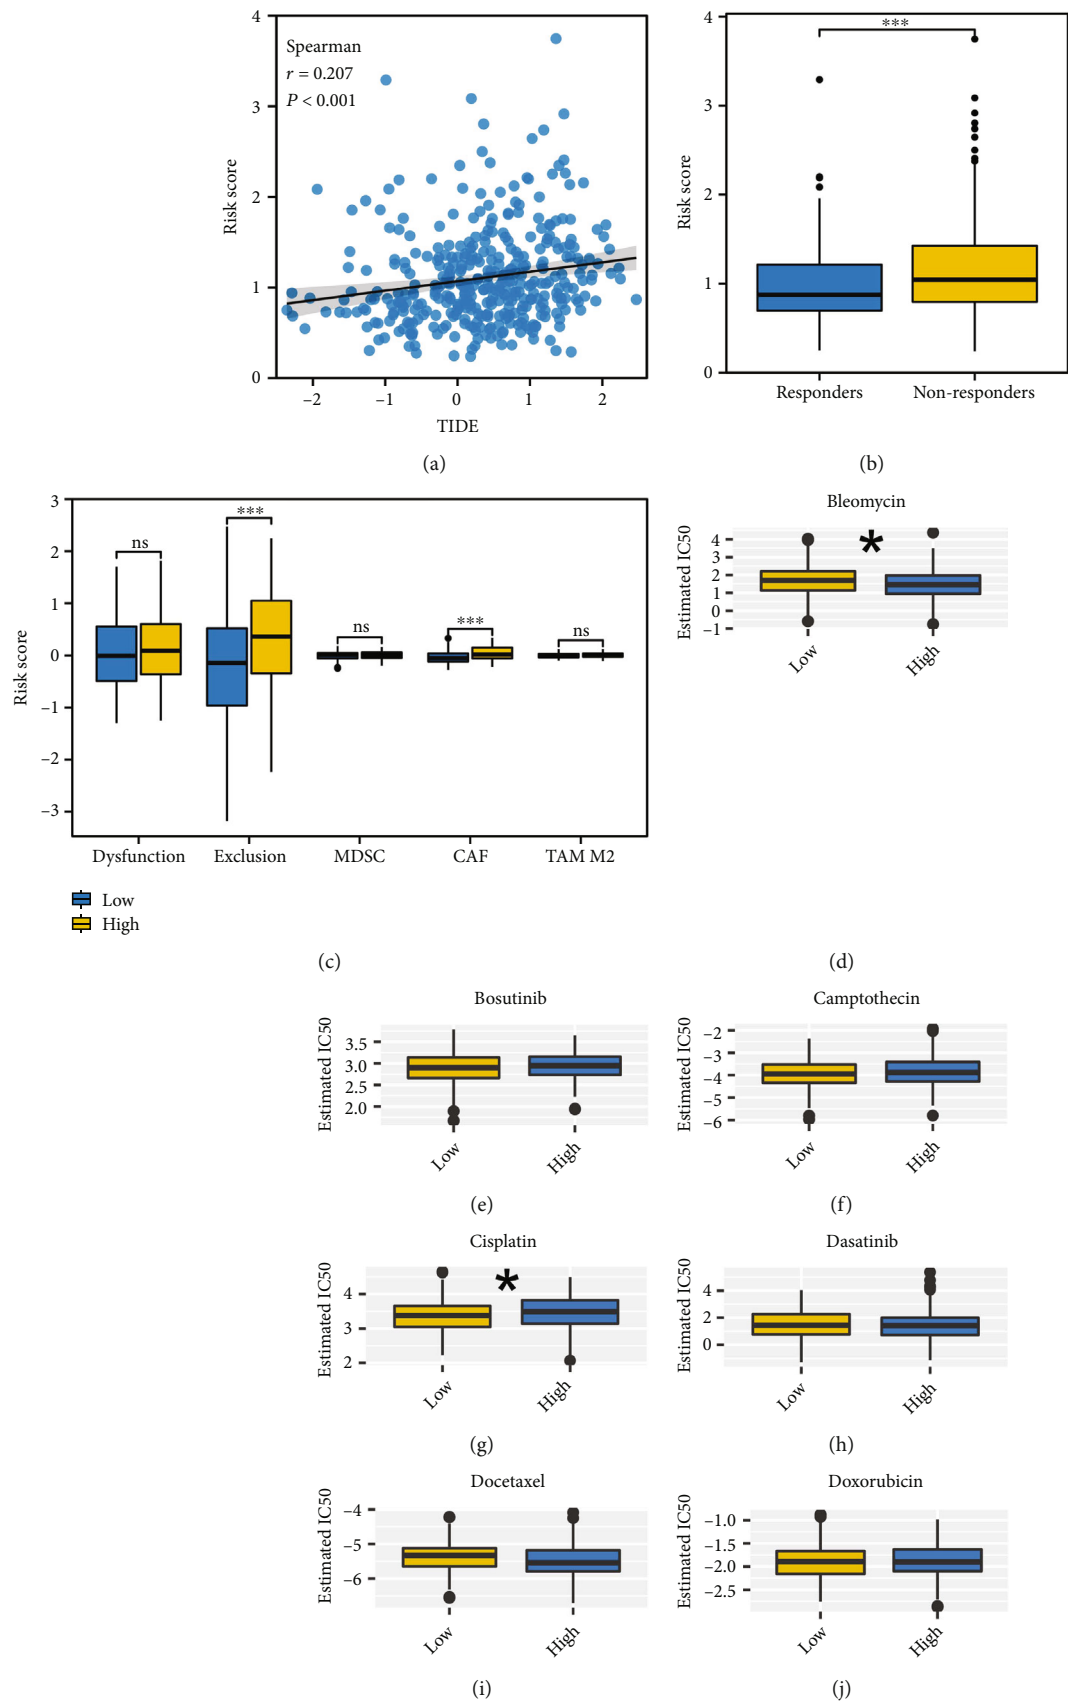 Spearman
r = 0.207
P < 0.001
Risk score
4
3
2
1
0
−2
−1
0
1
2
TIDE
(a)
***
Risk score
4
3
2
1
0
Responders
Non-responders
(b)
Risk score
3
2
1
0
−1
−2
−3
ns
***
ns
***
ns
Dysfunction
Exclusion
MDSC
CAF
TAM M2
Low
High
(c)
Bleomycin
Estimated IC50
4
3
2
1
0
−1
*
Low
High
(d)
Bosutinib
Estimated IC50
3.5
3.0
2.5
2.0
Low
High
(e)
Camptothecin
Estimated IC50
−2
−3
−4
−5
−6
Low
High
(f)
Cisplatin
Estimated IC50
4
3
2
*
Low
High
(g)
Dasatinib
Estimated IC50
4
2
0
Low
High
(h)
Docetaxel
Estimated IC50
−4
−5
−6
Low
High
(i)
Doxorubicin
Estimated IC50
−1.0
−1.5
−2.0
−2.5
Low
High
(j)